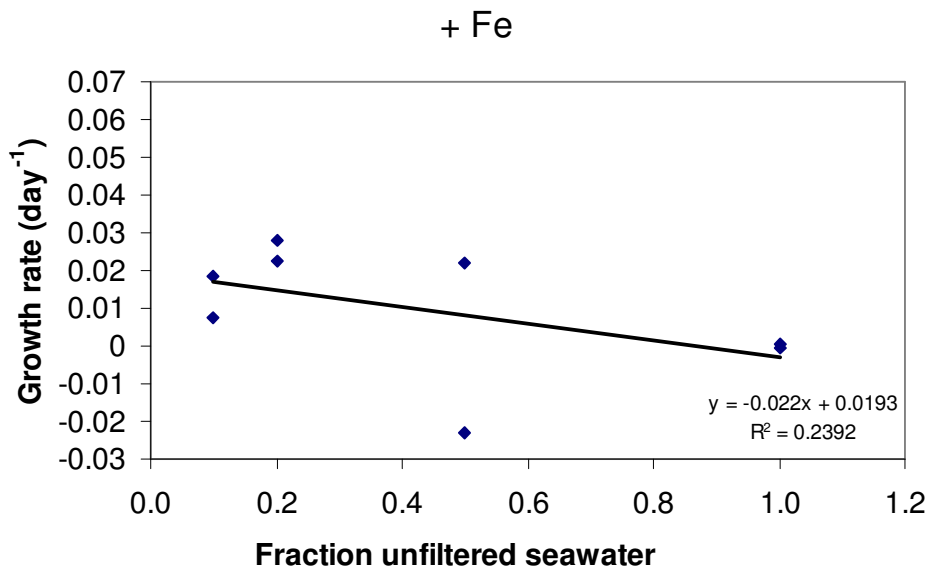 + Fe
Growth rate (day⁻¹)
0.07
0.06
0.05
0.04
0.03
0.02
0.01
0
-0.01
-0.02
-0.03
y = -0.022x + 0.0193
R² = 0.2392
0.0 0.2 0.4 0.6 0.8 1.0 1.2
Fraction unfiltered seawater